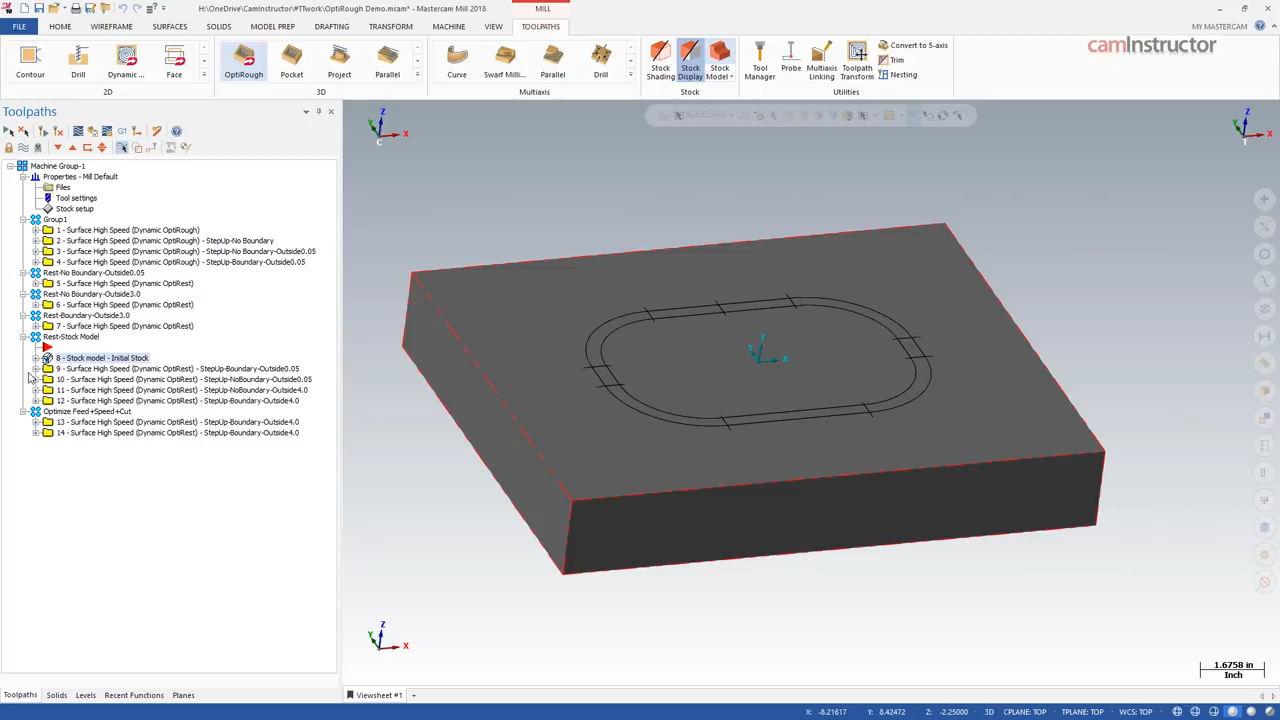 H:\OneDrive\CamInstructor\#TTwork\OptiRough Demo.mcam* - Mastercam Mill 2018
MILL
FILE HOME WIREFRAME SURFACES SOLIDS MODEL PREP DRAFTING TRANSFORM MACHINE VIEW TOOLPATHS MY MASTERCAM
camInstructor
Contour Drill Dynamic ... Face OptiRough Pocket Project Parallel Curve Swarf Milli... Parallel Drill Stock Shading Stock Display Stock Model Tool Manager Probe Multiaxis Linking Toolpath Transform
Convert to 5-axis
Trim
Nesting
2D 3D Multiaxis Stock Utilities
Toolpaths
G1
Machine Group-1
Properties - Mill Default
Files
Tool settings
Stock setup
Group1
1 - Surface High Speed (Dynamic OptiRough)
2 - Surface High Speed (Dynamic OptiRough) - StepUp-No Boundary
3 - Surface High Speed (Dynamic OptiRough) - StepUp-No Boundary-Outside0.05
4 - Surface High Speed (Dynamic OptiRough) - StepUp-Boundary-Outside0.05
Rest-No Boundary-Outside0.05
5 - Surface High Speed (Dynamic OptiRest)
Rest-No Boundary-Outside3.0
6 - Surface High Speed (Dynamic OptiRest)
Rest-Boundary-Outside3.0
7 - Surface High Speed (Dynamic OptiRest)
Rest-Stock Model
8 - Stock model - Initial Stock
9 - Surface High Speed (Dynamic OptiRest) - StepUp-Boundary-Outside0.05
10 - Surface High Speed (Dynamic OptiRest) - StepUp-NoBoundary-Outside0.05
11 - Surface High Speed (Dynamic OptiRest) - StepUp-NoBoundary-Outside4.0
12 - Surface High Speed (Dynamic OptiRest) - StepUp-Boundary-Outside4.0
Optimize Feed+Speed+Cut
13 - Surface High Speed (Dynamic OptiRest) - StepUp-Boundary-Outside4.0
14 - Surface High Speed (Dynamic OptiRest) - StepUp-Boundary-Outside4.0
Z
Y X
C
Z
Y X
T
Z
Y X
Z
Y X
1.6758 in
Inch
Toolpaths Solids Levels Recent Functions Planes
Viewsheet #1 +
X: -8.21617 Y: 8.42472 Z: -2.25000 3D CPLANE: TOP TPLANE: TOP WCS: TOP